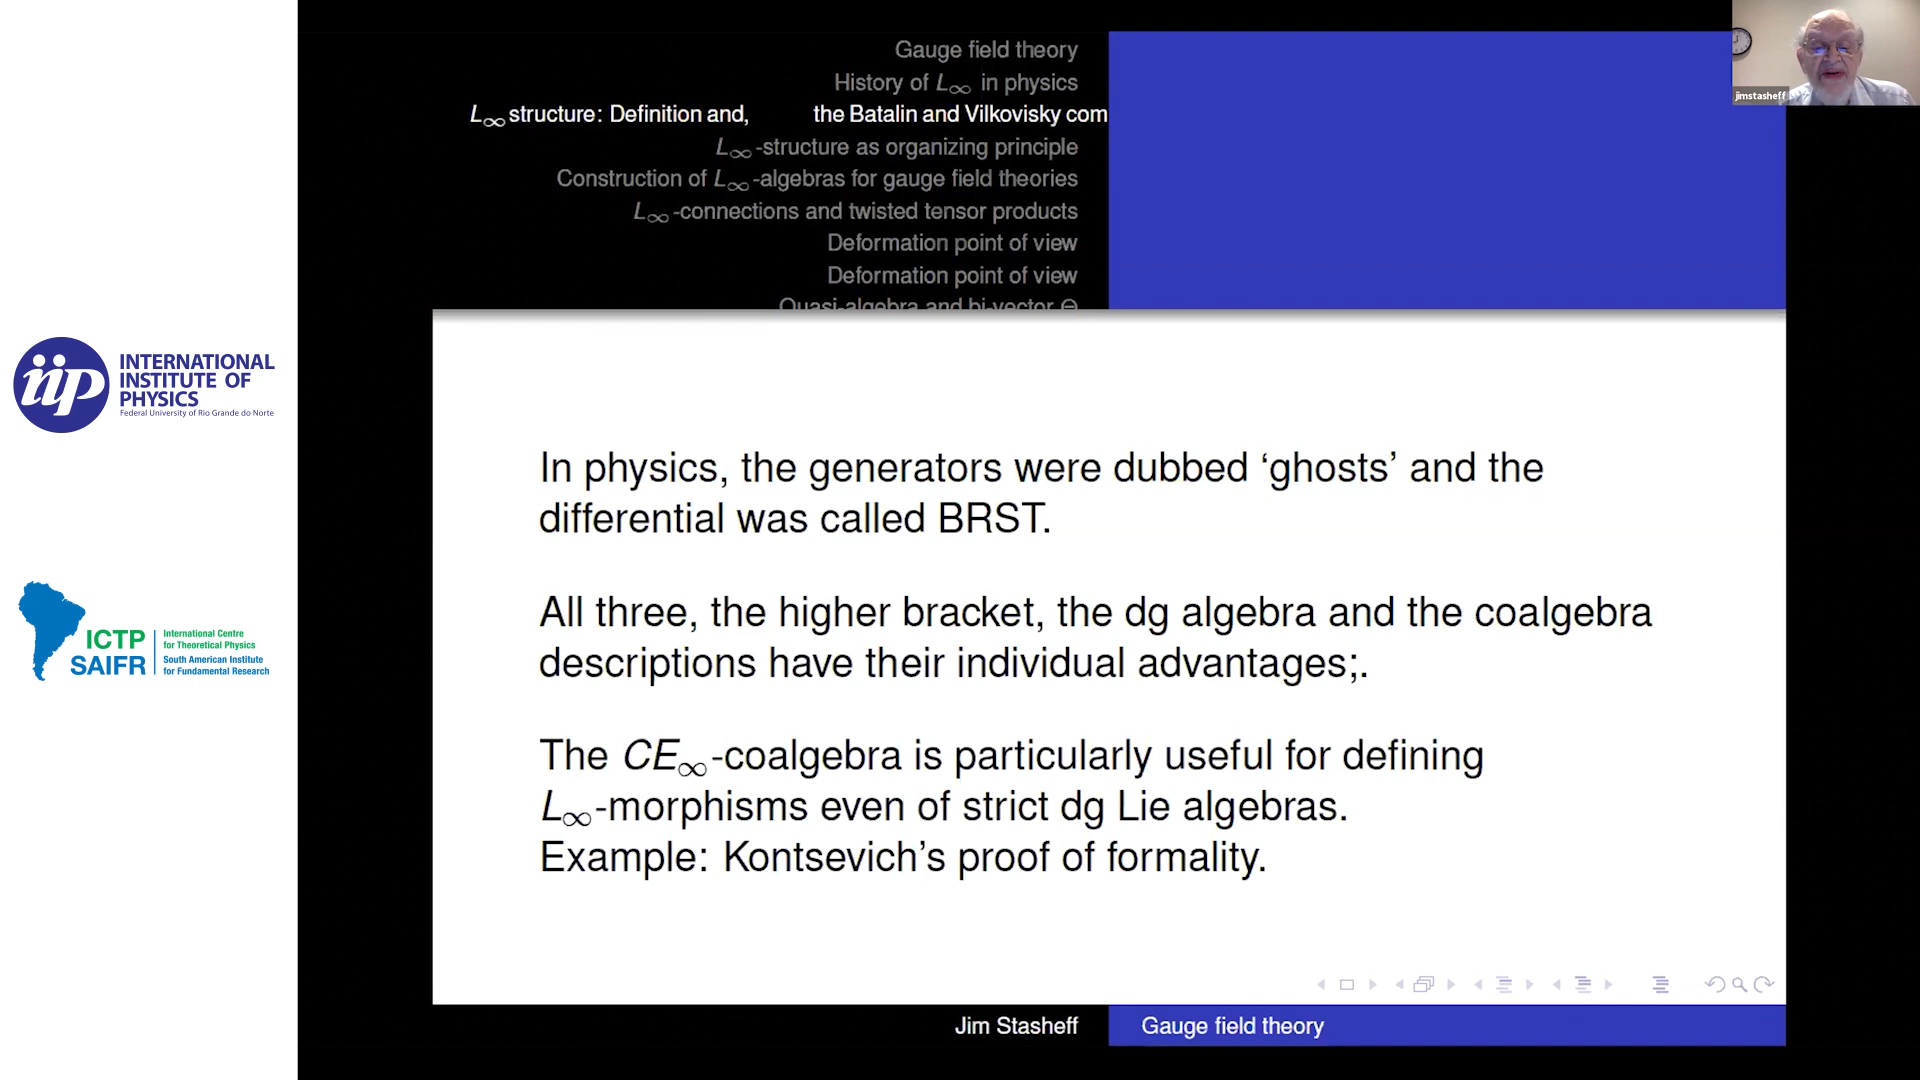 Gauge field theory
History of L∞ in physics
L∞ structure: Definition and, the Batalin and Vilkovisky com
L∞-structure as organizing principle
Construction of L∞-algebras for gauge field theories
L∞-connections and twisted tensor products
Deformation point of view
Deformation point of view
Quasi-algebra and bi-vector Θ
jimstasheff
iip
INTERNATIONAL
INSTITUTE OF
PHYSICS
Federal University of Rio Grande do Norte
ICTP
SAIFR
International Centre
for Theoretical Physics
South American Institute
for Fundamental Research
In physics, the generators were dubbed ‘ghosts’ and the
differential was called BRST.
All three, the higher bracket, the dg algebra and the coalgebra
descriptions have their individual advantages;.
The CE∞-coalgebra is particularly useful for defining
L∞-morphisms even of strict dg Lie algebras.
Example: Kontsevich’s proof of formality.
Jim Stasheff
Gauge field theory